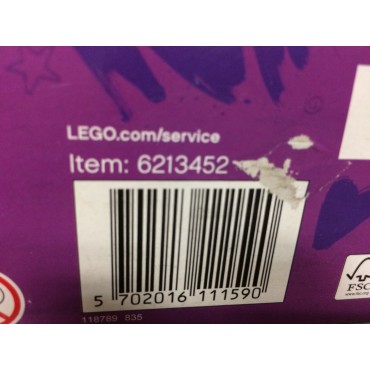 LEGO.com/service
Item: 6213452
5 702016 111590
118789 835
FSC